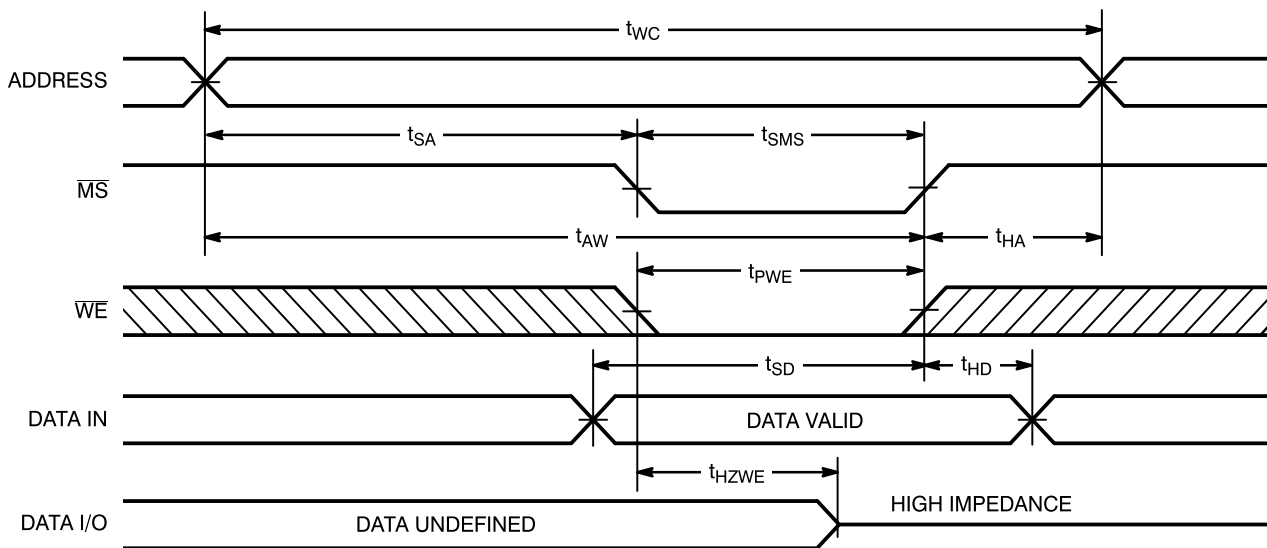 tWC
ADDRESS
tSA
tSMS
MS
tAW
tHA
tPWE
WE
tSD
tHD
DATA IN
DATA VALID
tHZWE
HIGH IMPEDANCE
DATA I/O
DATA UNDEFINED